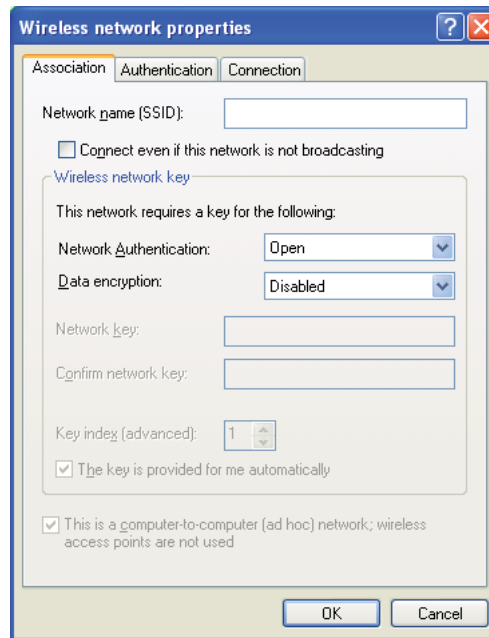 Wireless network properties
Association Authentication Connection
Network name (SSID):
Connect even if this network is not broadcasting
Wireless network key
This network requires a key for the following:
Network Authentication: Open
Data encryption: Disabled
Network key:
Confirm network key:
Key index (advanced): 1
The key is provided for me automatically
This is a computer-to-computer (ad hoc) network; wireless
access points are not used
OK Cancel